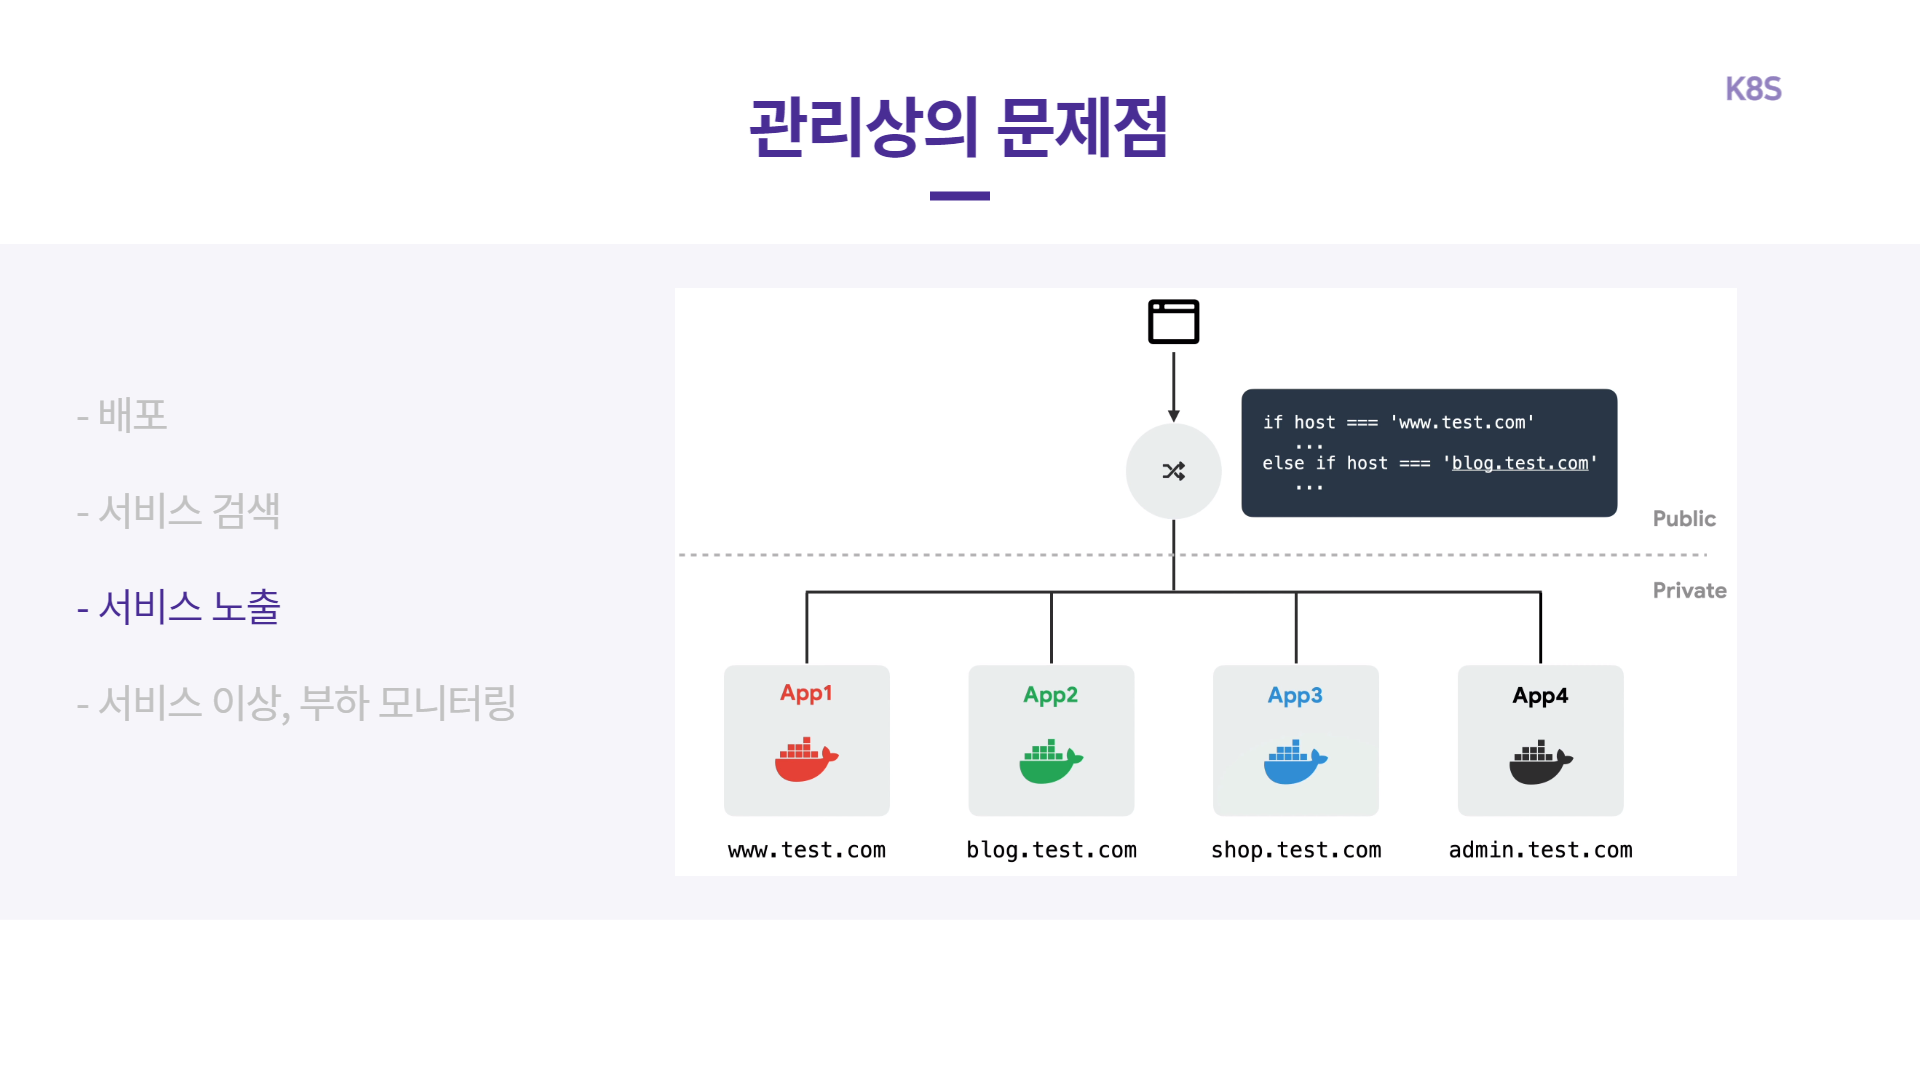 K8S
관리상의 문제점
- 배포
- 서비스 검색
- 서비스 노출
- 서비스 이상, 부하 모니터링
if host === 'www.test.com'
...
else if host === 'blog.test.com'
...
Public
Private
App1
App2
App3
App4
www.test.com
blog.test.com
shop.test.com
admin.test.com